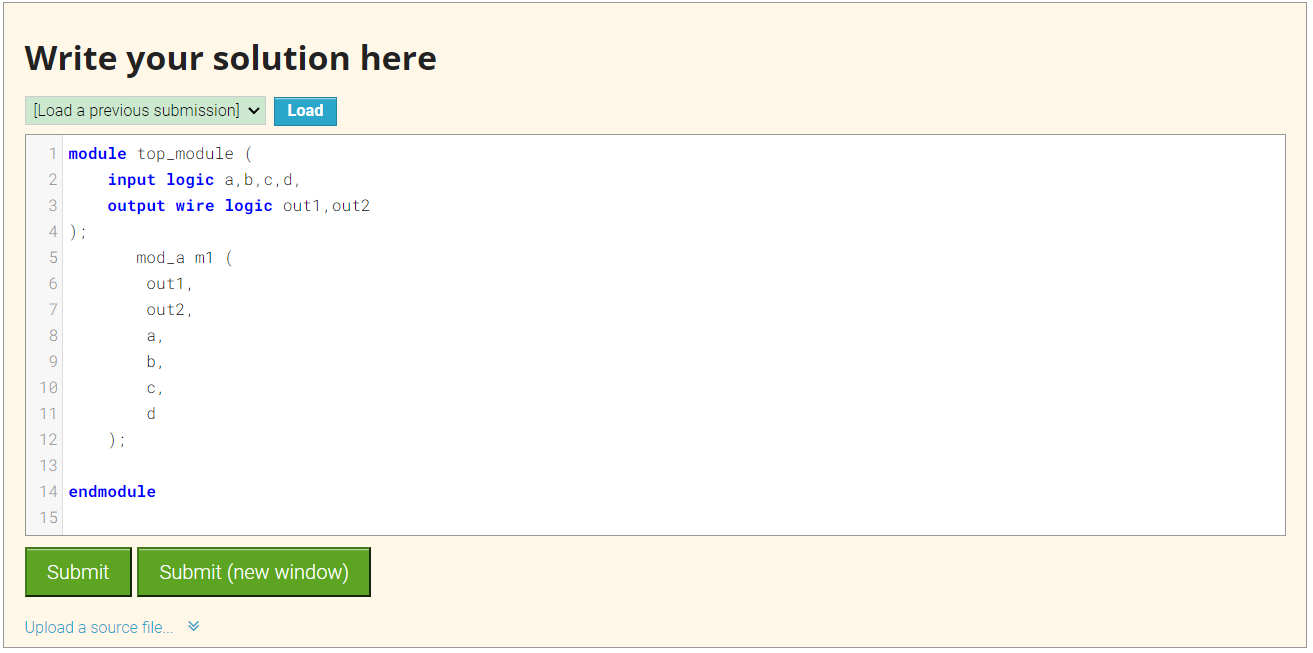 Write your solution here
[Load a previous submission] Load
1 module top_module (
2     input logic a,b,c,d,
3     output wire logic out1,out2
4 );
5        mod_a m1 (
6         out1,
7         out2,
8         a,
9         b,
10         c,
11         d
12     );
13
14 endmodule
15
Submit Submit (new window)
Upload a source file...